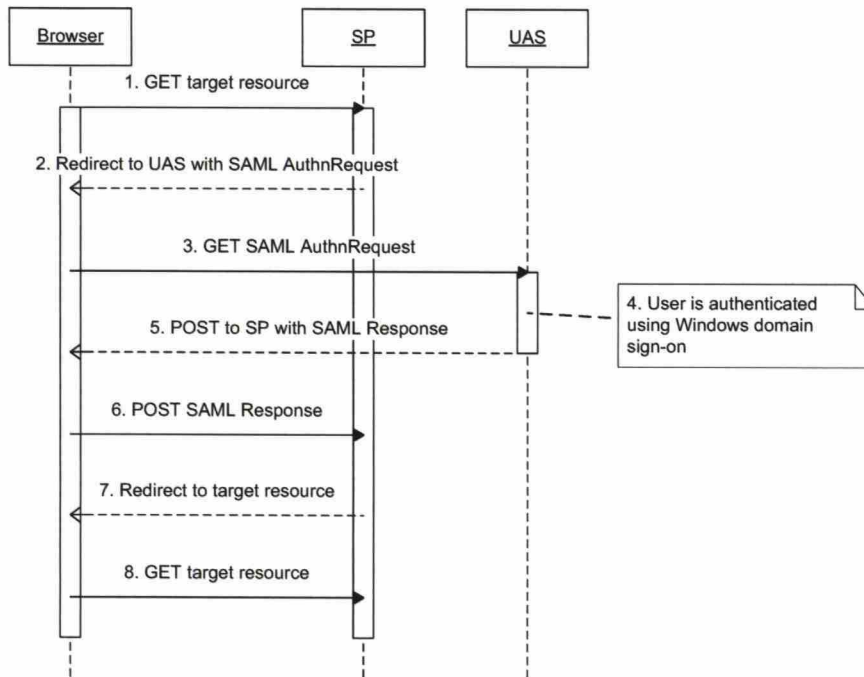 Browser
SP
UAS
1. GET target resource
2. Redirect to UAS with SAML AuthnRequest
3. GET SAML AuthnRequest
4. User is authenticated
using Windows domain
sign-on
5. POST to SP with SAML Response
6. POST SAML Response
7. Redirect to target resource
8. GET target resource